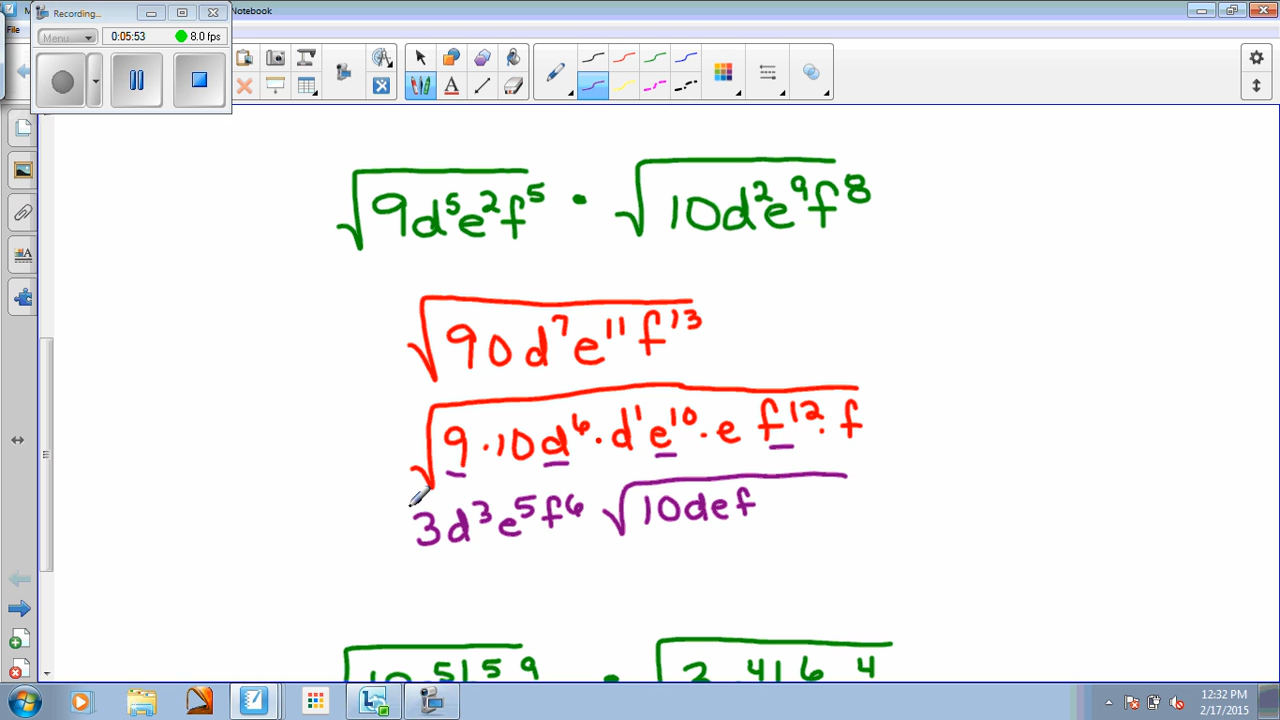 Recording...
Notebook
Menu
0:05:53
8.0 fps
File
√9d⁵e²f⁵ · √10d²e⁹f⁸
√90d⁷e¹¹f¹³
√9·10d⁶·d¹e¹⁰·e f¹²·f
3d³e⁵f⁶ √10def
12:32 PM
2/17/2015